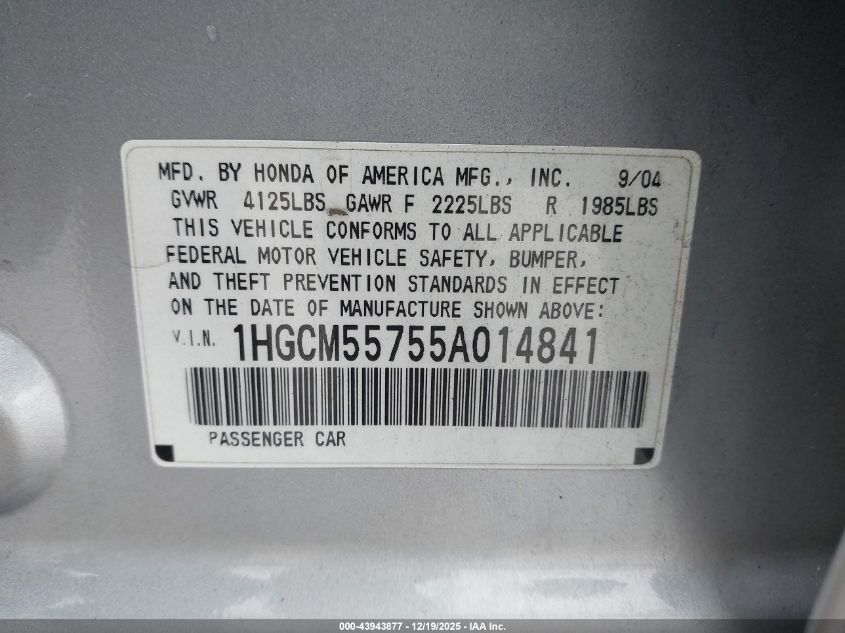 MFD. BY HONDA OF AMERICA MFG., INC. 9/04
GVWR 4125LBS GAWR F 2225LBS R 1985LBS
THIS VEHICLE CONFORMS TO ALL APPLICABLE
FEDERAL MOTOR VEHICLE SAFETY, BUMPER,
AND THEFT PREVENTION STANDARDS IN EFFECT
ON THE DATE OF MANUFACTURE SHOWN ABOVE:
V.I.N. 1HGCM55755A014841
PASSENGER CAR
000-43943877 - 12/19/2025 - IAA Inc.